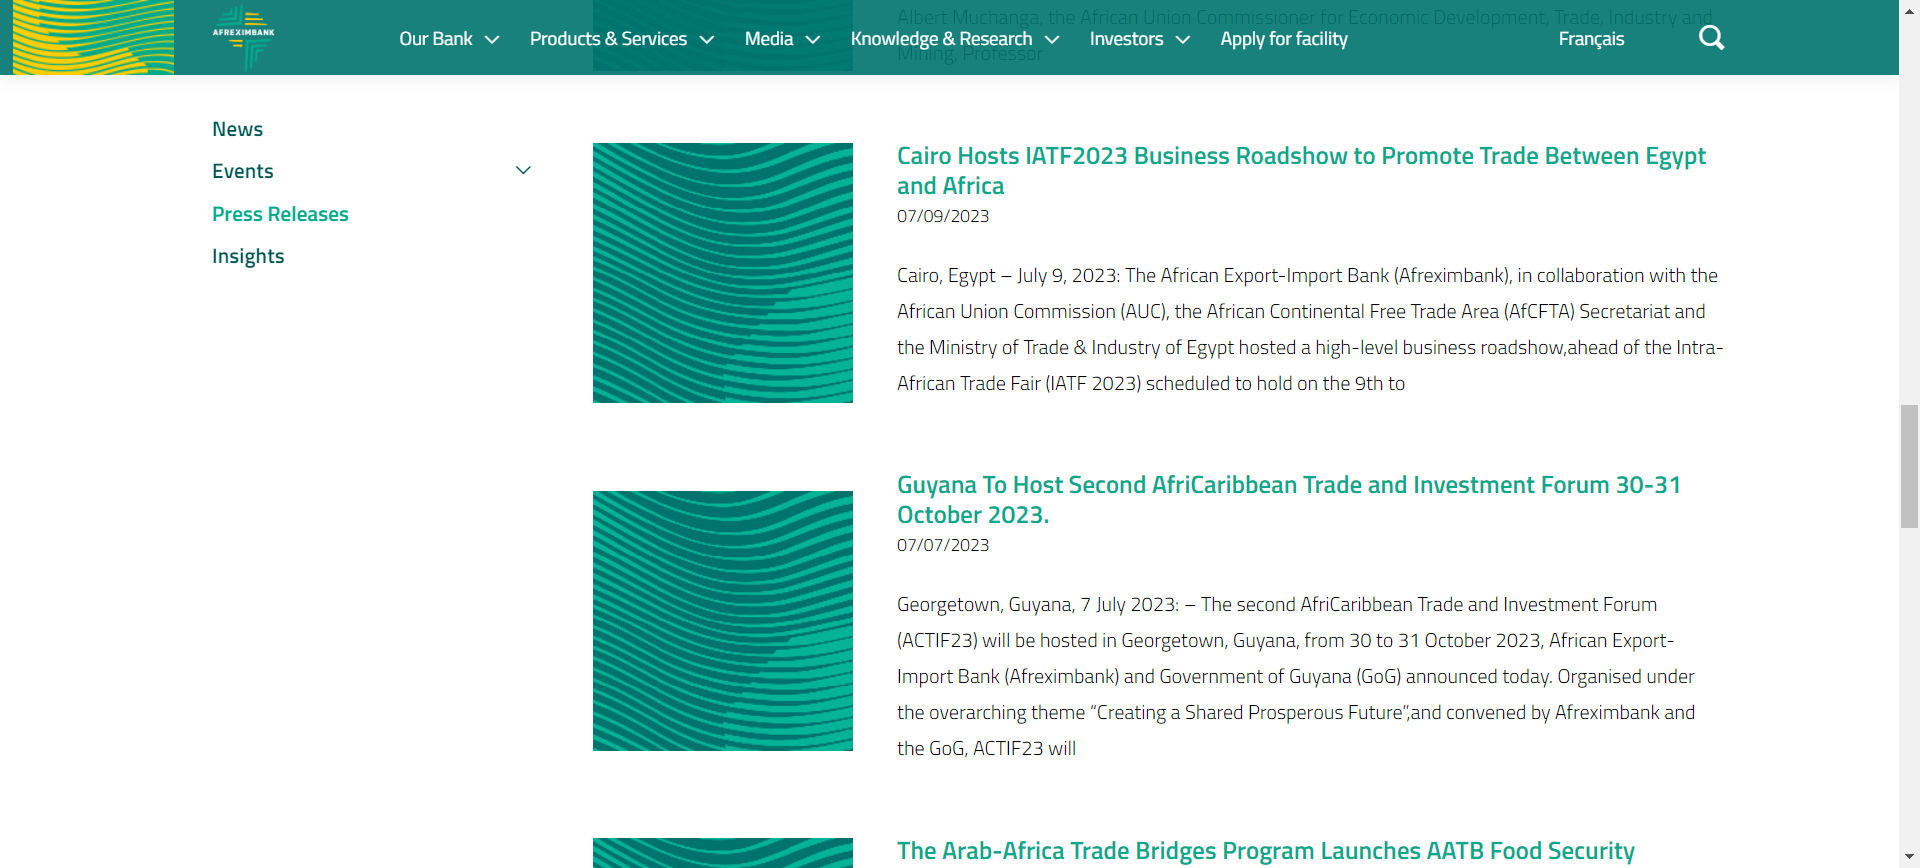 AFREXIMBANK
Our Bank
Products & Services
Media
Knowledge & Research
Investors
Apply for facility
Français
Albert Muchanga, the African Union Commissioner for Economic Development, Trade, Industry and
Mining, Professor
News
Events
Press Releases
Insights
Cairo Hosts IATF2023 Business Roadshow to Promote Trade Between Egypt
and Africa
07/09/2023
Cairo, Egypt – July 9, 2023: The African Export-Import Bank (Afreximbank), in collaboration with the
African Union Commission (AUC), the African Continental Free Trade Area (AfCFTA) Secretariat and
the Ministry of Trade & Industry of Egypt hosted a high-level business roadshow,ahead of the Intra-
African Trade Fair (IATF 2023) scheduled to hold on the 9th to
Guyana To Host Second AfriCaribbean Trade and Investment Forum 30-31
October 2023.
07/07/2023
Georgetown, Guyana, 7 July 2023: – The second AfriCaribbean Trade and Investment Forum
(ACTIF23) will be hosted in Georgetown, Guyana, from 30 to 31 October 2023, African Export-
Import Bank (Afreximbank) and Government of Guyana (GoG) announced today. Organised under
the overarching theme “Creating a Shared Prosperous Future”,and convened by Afreximbank and
the GoG, ACTIF23 will
The Arab-Africa Trade Bridges Program Launches AATB Food Security